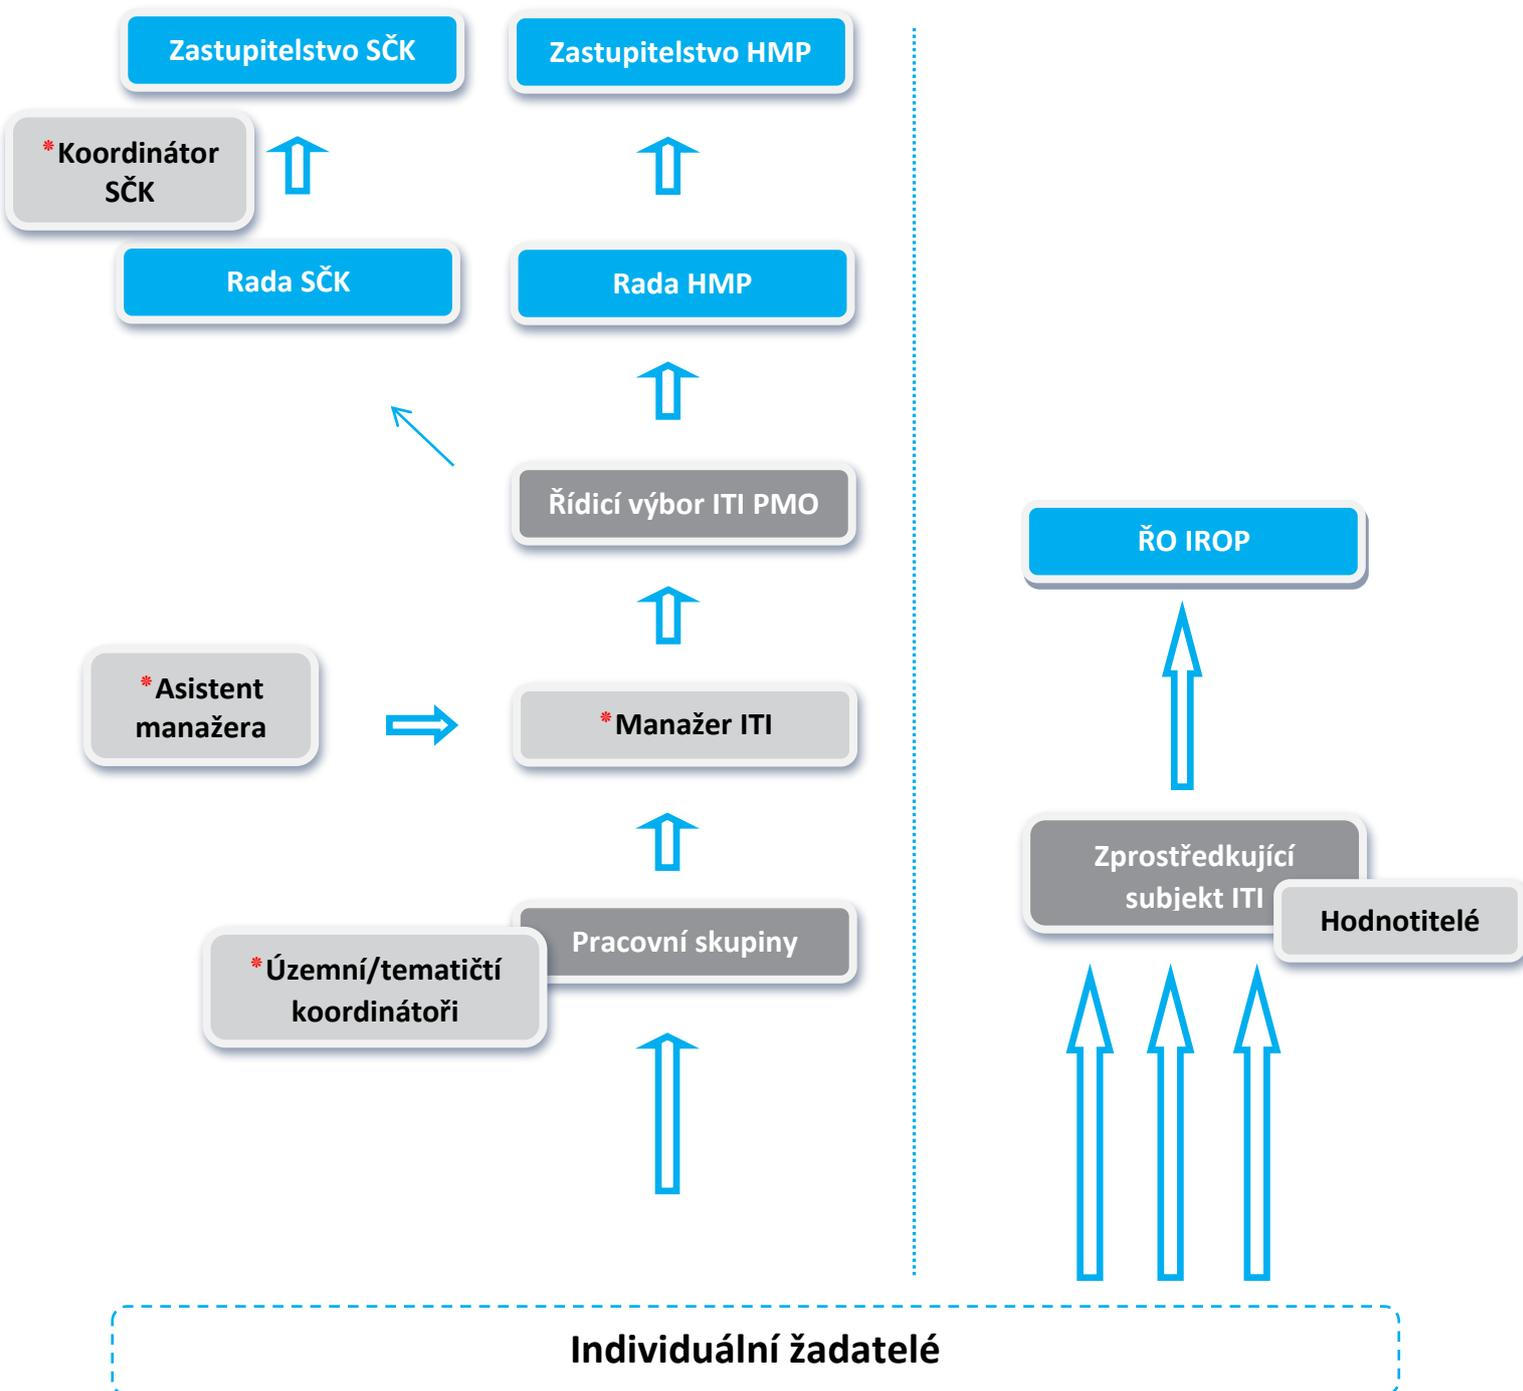 Zastupitelstvo SČK
Zastupitelstvo HMP
*Koordinátor
SČK
Rada SČK
Rada HMP
Řídicí výbor ITI PMO
ŘO IROP
*Asistent
manažera
*Manažer ITI
Zprostředkující
subjekt ITI
Hodnotitelé
Pracovní skupiny
*Územní/tematičtí
koordinátoři
Individuální žadatelé